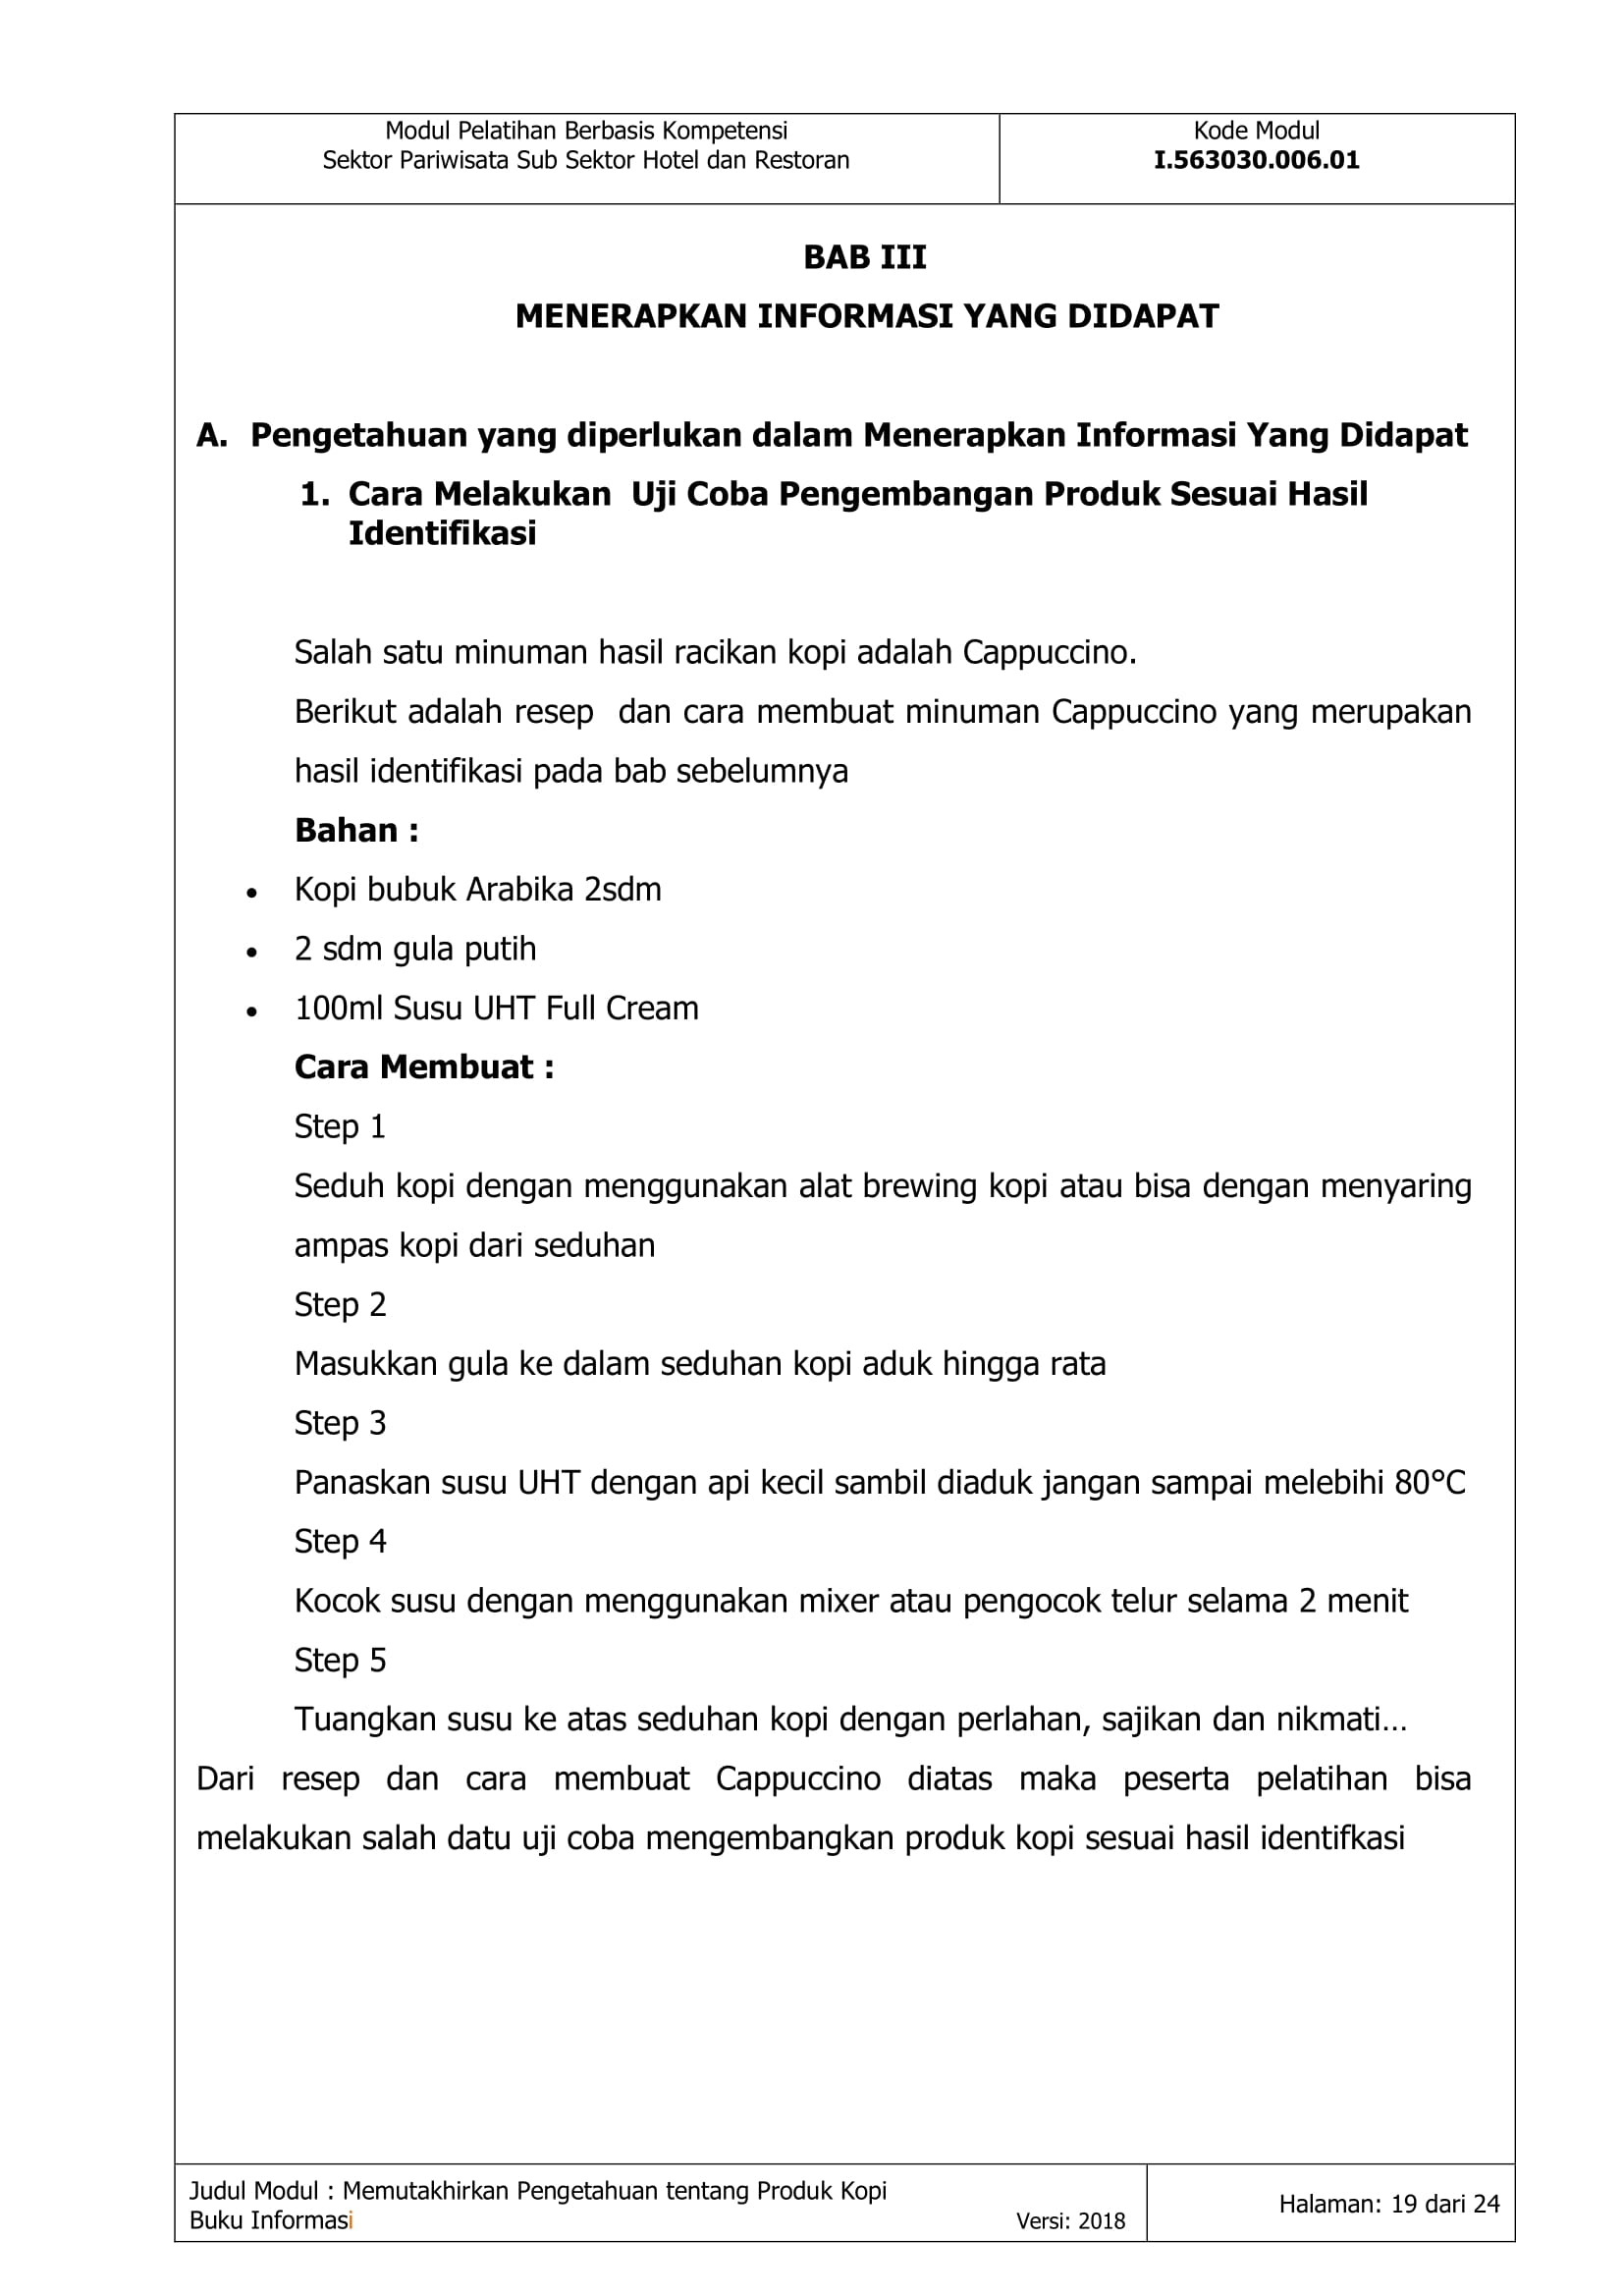 Modul Pelatihan Berbasis Kompetensi
Sektor Pariwisata Sub Sektor Hotel dan Restoran
Kode Modul
I.563030.006.01
BAB III
MENERAPKAN INFORMASI YANG DIDAPAT
A. Pengetahuan yang diperlukan dalam Menerapkan Informasi Yang Didapat
1. Cara Melakukan Uji Coba Pengembangan Produk Sesuai Hasil
Identifikasi
Salah satu minuman hasil racikan kopi adalah Cappuccino.
Berikut adalah resep dan cara membuat minuman Cappuccino yang merupakan
hasil identifikasi pada bab sebelumnya
Bahan :
• Kopi bubuk Arabika 2sdm
• 2 sdm gula putih
• 100ml Susu UHT Full Cream
Cara Membuat :
Step 1
Seduh kopi dengan menggunakan alat brewing kopi atau bisa dengan menyaring
ampas kopi dari seduhan
Step 2
Masukkan gula ke dalam seduhan kopi aduk hingga rata
Step 3
Panaskan susu UHT dengan api kecil sambil diaduk jangan sampai melebihi 80°C
Step 4
Kocok susu dengan menggunakan mixer atau pengocok telur selama 2 menit
Step 5
Tuangkan susu ke atas seduhan kopi dengan perlahan, sajikan dan nikmati…
Dari resep dan cara membuat Cappuccino diatas maka peserta pelatihan bisa
melakukan salah datu uji coba mengembangkan produk kopi sesuai hasil identifkasi
Judul Modul : Memutakhirkan Pengetahuan tentang Produk Kopi
Buku Informasi
Versi: 2018
Halaman: 19 dari 24